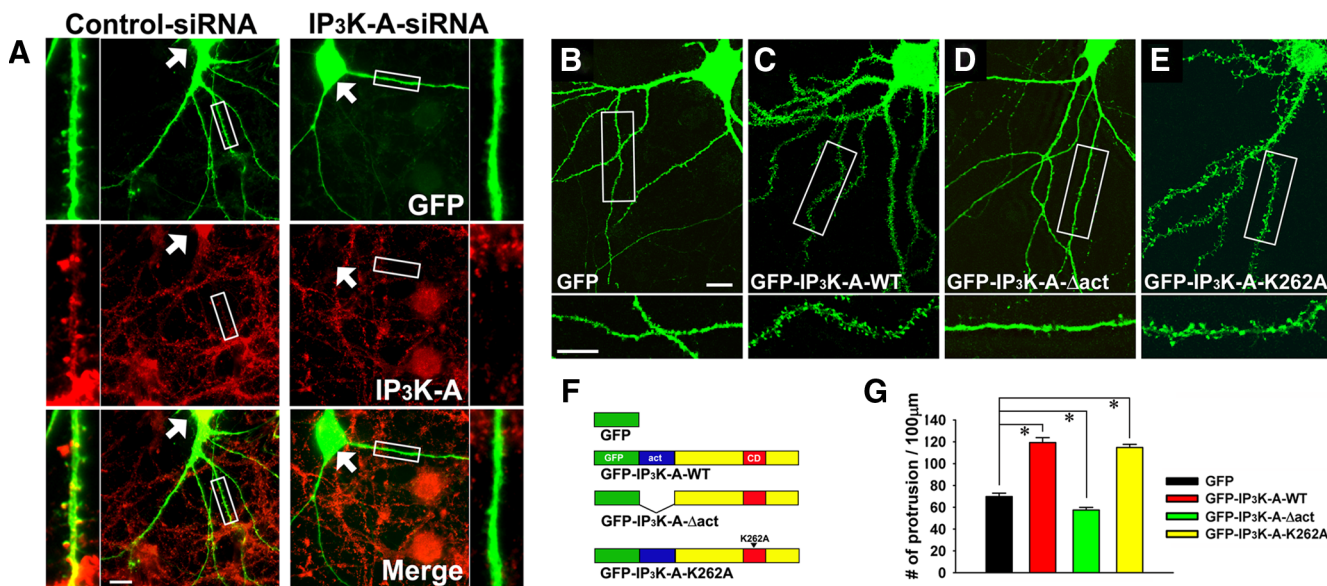 Control-siRNA
IP₃K-A-siRNA
A
GFP
IP₃K-A
Merge
B
C
D
E
GFP
GFP-IP₃K-A-WT
GFP-IP₃K-A-Δact
GFP-IP₃K-A-K262A
F
GFP
GFP act CD
GFP-IP₃K-A-WT
GFP-IP₃K-A-Δact
K262A
GFP-IP₃K-A-K262A
G
# of protrusion / 100μm
140
120
100
80
60
40
20
0
*
*
*
GFP
GFP-IP₃K-A-WT
GFP-IP₃K-A-Δact
GFP-IP₃K-A-K262A